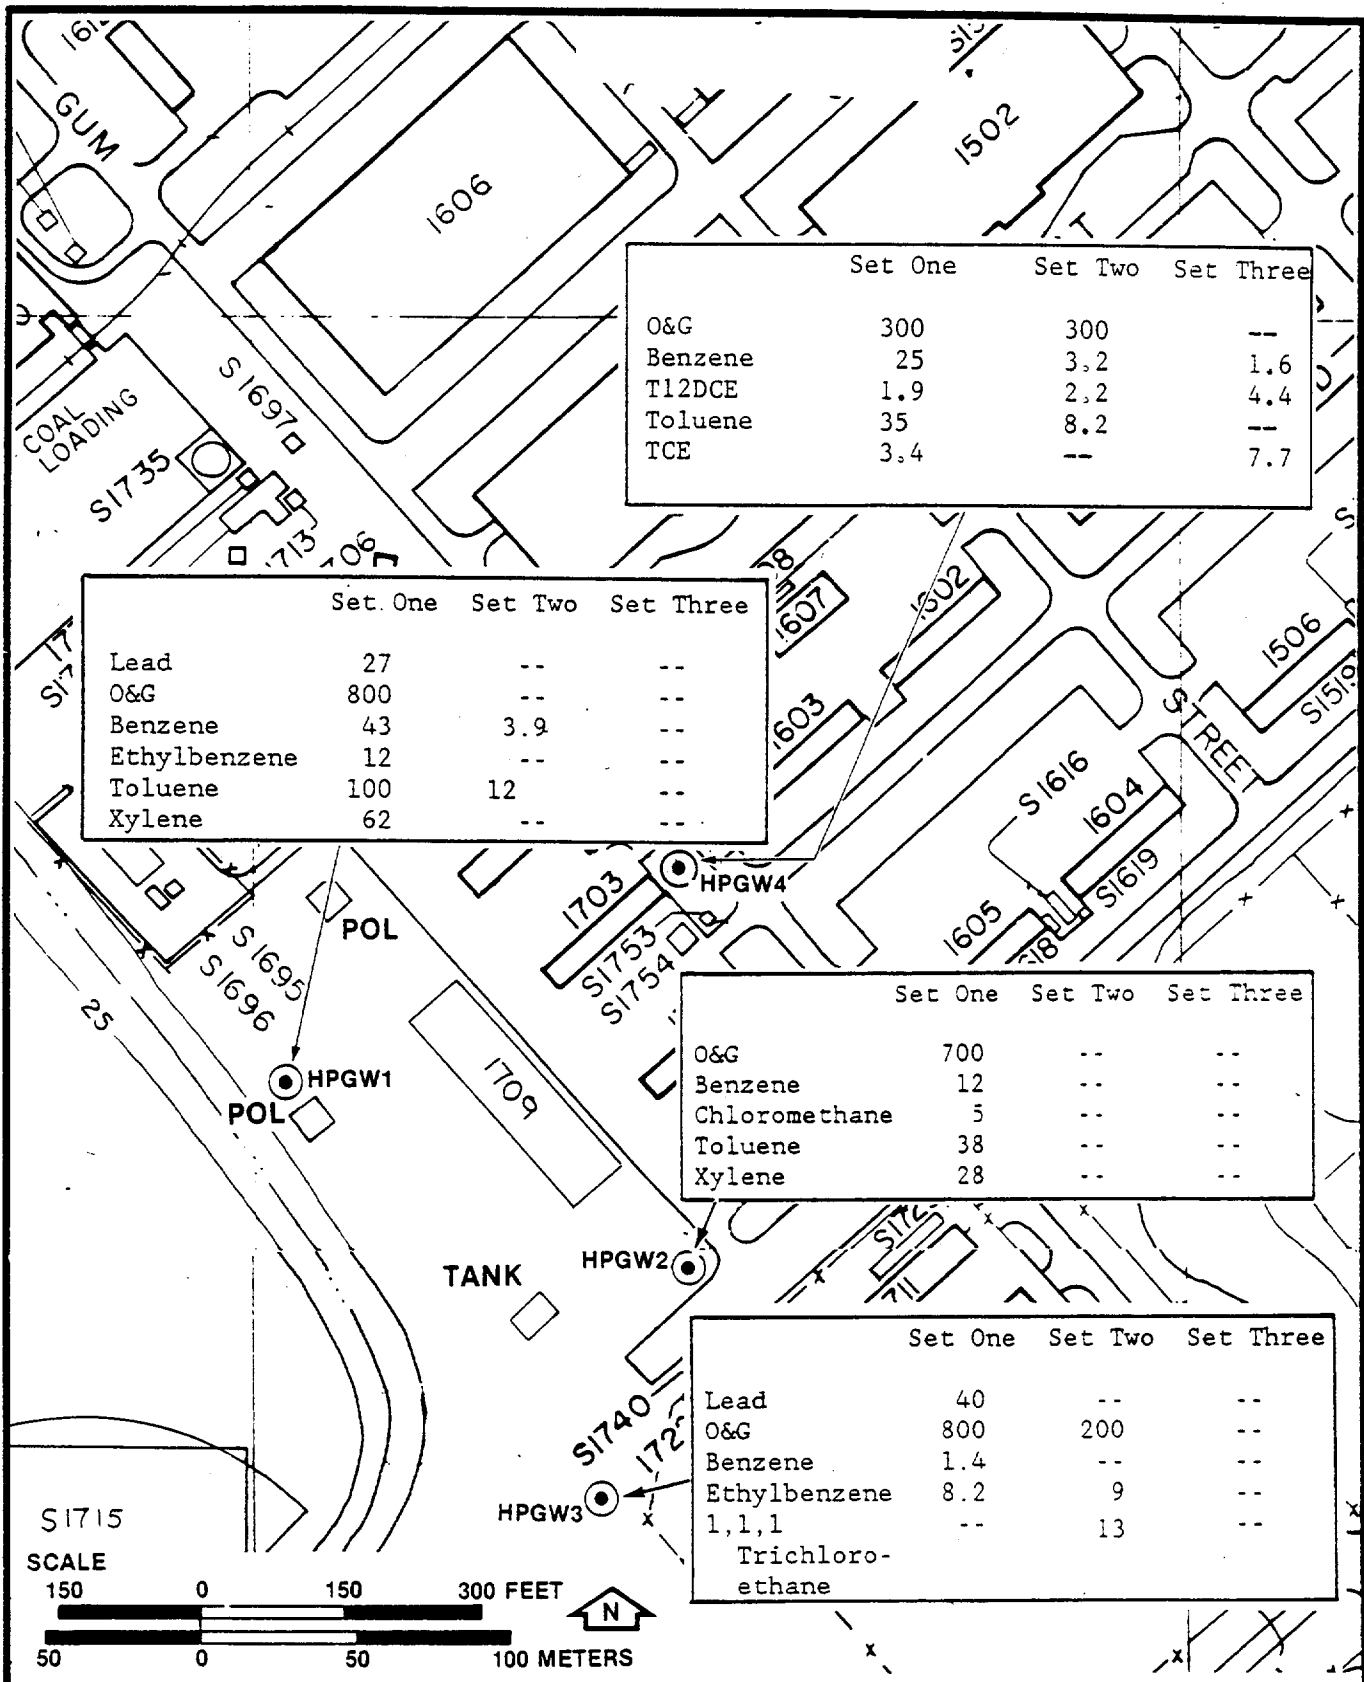 GUM
1606
1502
COAL
LOADING
S1697
S1735
1713
Set One Set Two Set Three
O&G 300 300 --
Benzene 25 3.2 1.6
T12DCE 1.9 2.2 4.4
Toluene 35 8.2 --
TCE 3.4 -- 7.7
Set. One Set Two Set Three
Lead 27 -- --
O&G 800 -- --
Benzene 43 3.9 --
Ethylbenzene 12 -- --
Toluene 100 12 --
Xylene 62 -- --
1607
1602
1603
1506
S1519
STREET
S1616
1604
S1619
1605
HPGW4
1703
S1753
S1754
POL
S1695
S1696
25
HPGW1
POL
1709
Set One Set Two Set Three
O&G 700 -- --
Benzene 12 -- --
Chloromethane 5 -- --
Toluene 38 -- --
Xylene 28 -- --
HPGW2
TANK
1711
Set One Set Two Set Three
Lead 40 -- --
O&G 800 200 --
Benzene 1.4 -- --
Ethylbenzene 8.2 9 --
1,1,1 -- 13 --
Trichloro-
ethane
S1740
HPGW3
S1715
SCALE
150 0 150 300 FEET
50 0 50 100 METERS
N